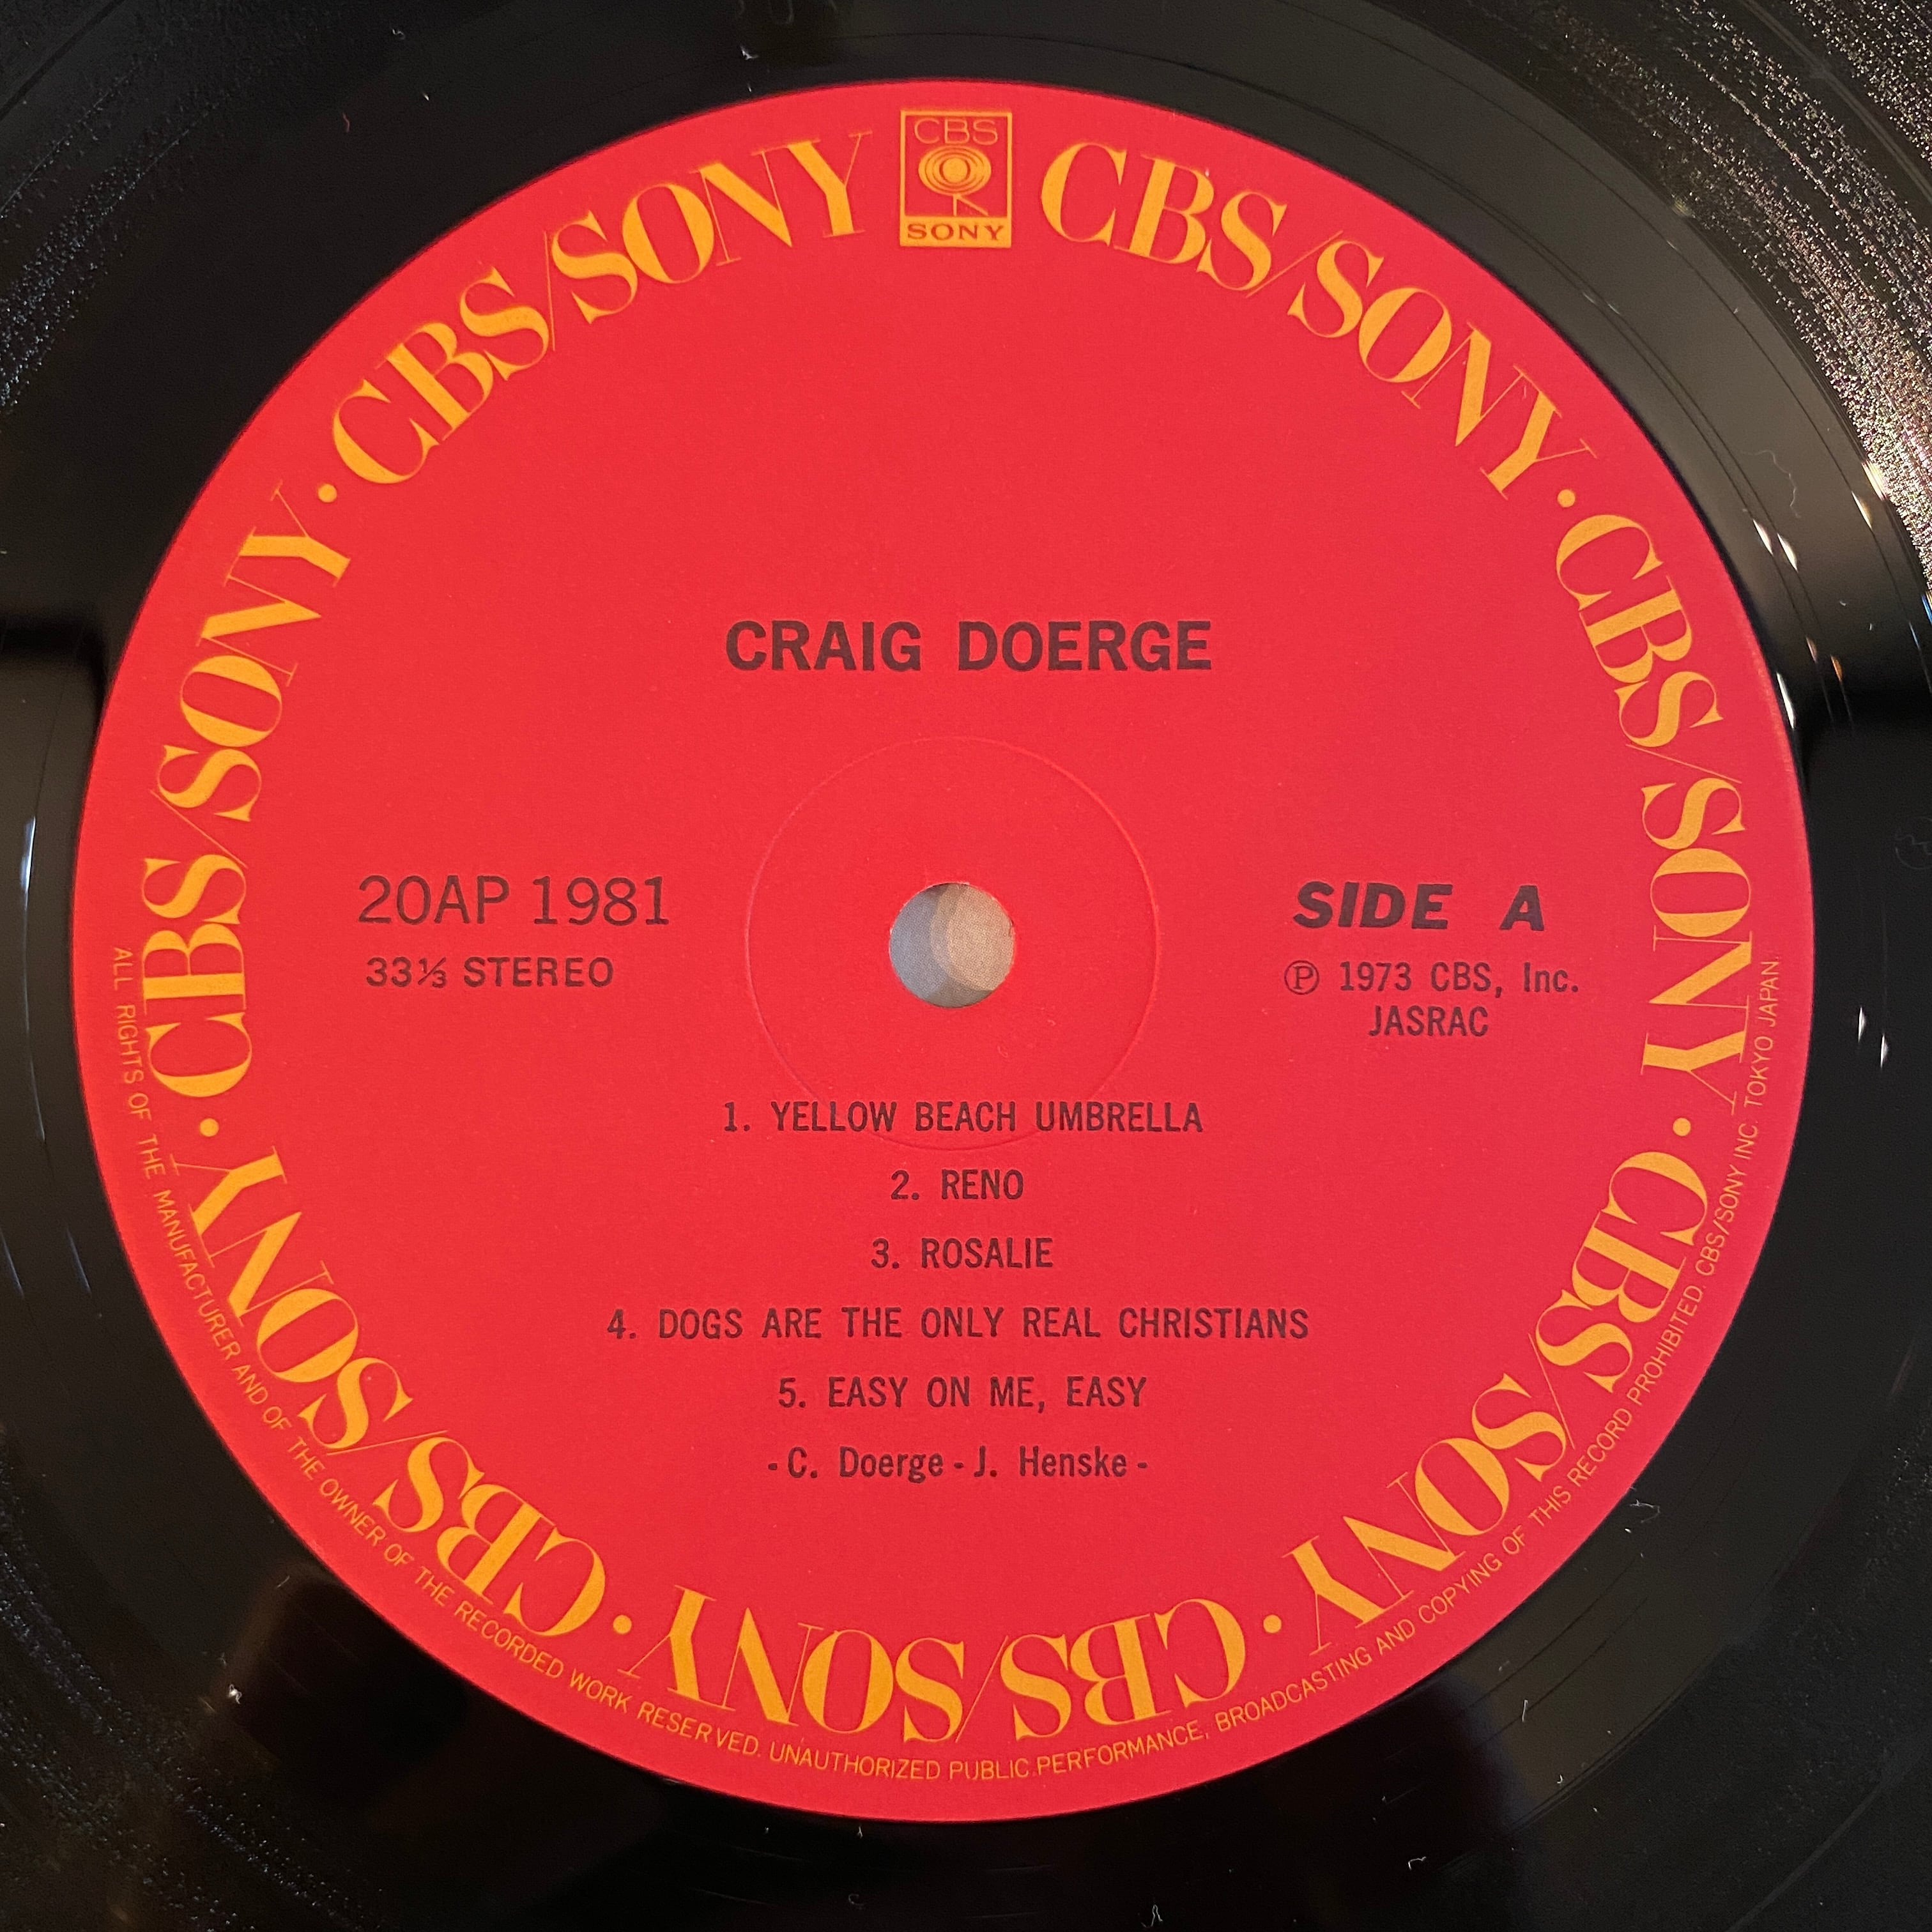 CBS
SONY
CBS/SONY · CBS/SONY · CBS/SONY · CBS/SONY · CBS/SONY · CBS/SONY · CBS/SONY
CRAIG DOERGE
20AP 1981
33⅓ STEREO
SIDE A
Ⓟ 1973 CBS, Inc.
JASRAC
1. YELLOW BEACH UMBRELLA
2. RENO
3. ROSALIE
4. DOGS ARE THE ONLY REAL CHRISTIANS
5. EASY ON ME, EASY
- C. Doerge - J. Henske -
ALL RIGHTS OF THE MANUFACTURER AND OF THE OWNER OF THE RECORDED WORK RESERVED. UNAUTHORIZED PUBLIC PERFORMANCE, BROADCASTING AND COPYING OF THIS RECORD PROHIBITED. CBS/SONY INC. TOKYO JAPAN.